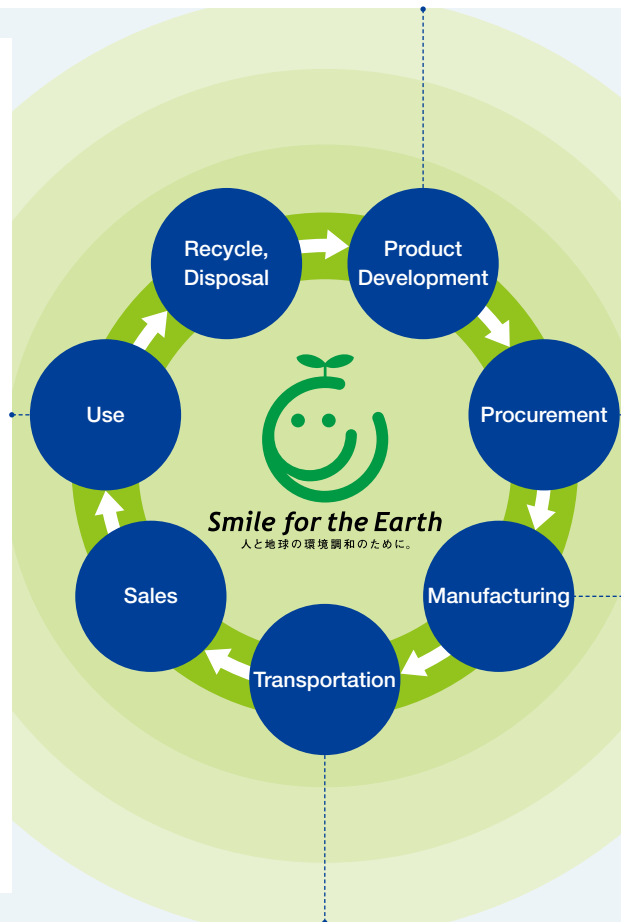 Recycle,
Disposal
Product
Development
Use
Procurement
Smile for the Earth
人と地球の環境調和のために。
Sales
Manufacturing
Transportation